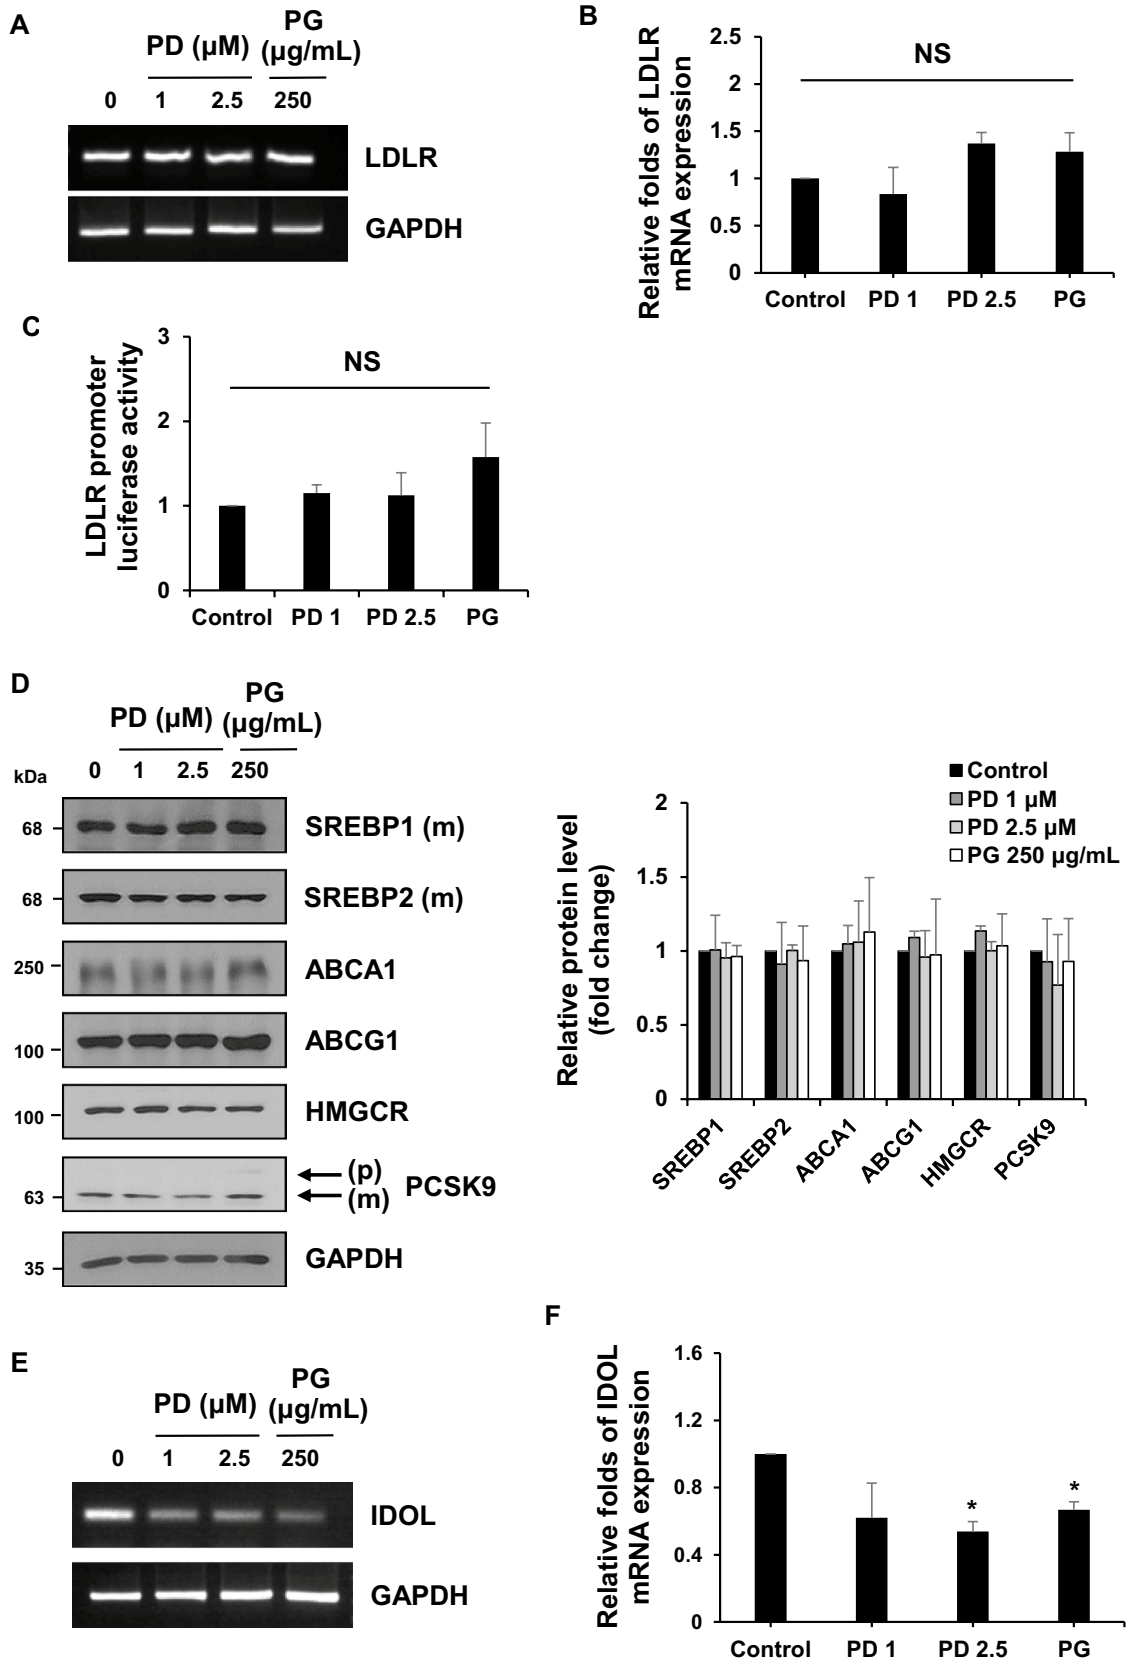 A
PD (µM)
PG
(µg/mL)
0 1 2.5 250
LDLR
GAPDH
B
Relative folds of LDLR
mRNA expression
2.5
2
1.5
1
0.5
0
NS
Control PD 1 PD 2.5 PG
C
LDLR promoter
luciferase activity
3
2
1
0
NS
Control PD 1 PD 2.5 PG
D
PD (µM)
PG
(µg/mL)
kDa 0 1 2.5 250
68 SREBP1 (m)
68 SREBP2 (m)
250 ABCA1
100 ABCG1
100 HMGCR
(p)
63 (m) PCSK9
35 GAPDH
Relative protein level
(fold change)
2
1.5
1
0.5
0
Control
PD 1 µM
PD 2.5 µM
PG 250 µg/mL
SREBP1 SREBP2 ABCA1 ABCG1 HMGCR PCSK9
E
PD (µM)
PG
(µg/mL)
0 1 2.5 250
IDOL
GAPDH
F
Relative folds of IDOL
mRNA expression
1.6
1.2
0.8
0.4
0
* *
Control PD 1 PD 2.5 PG